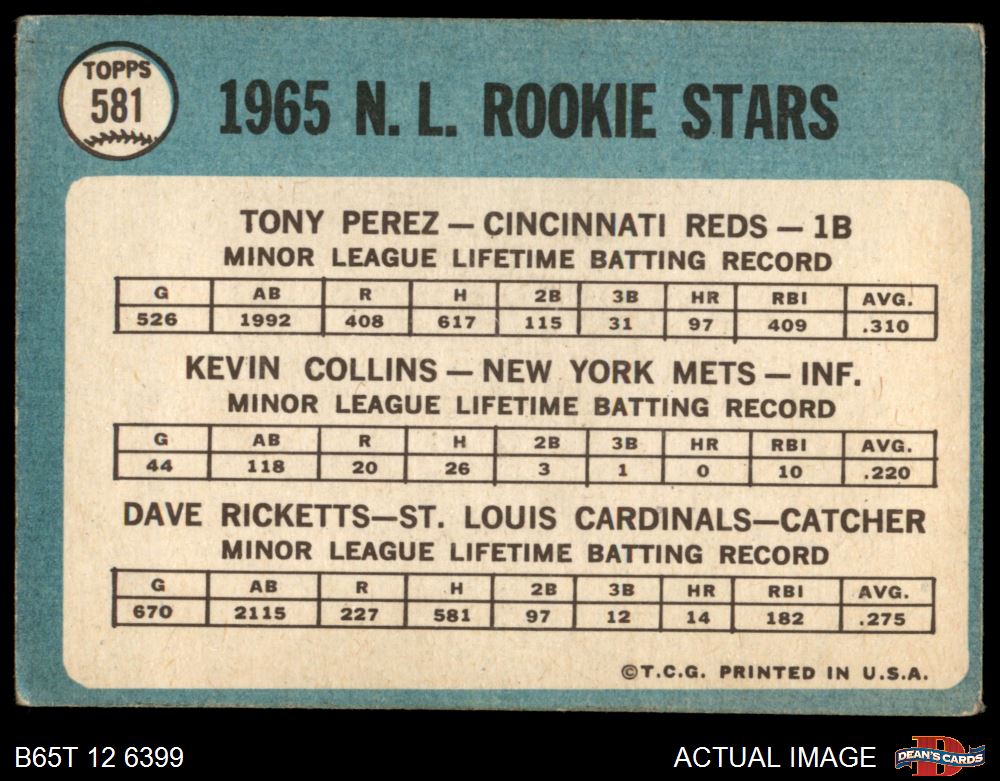 TOPPS
581
1965 N. L. ROOKIE STARS
TONY PEREZ — CINCINNATI REDS — 1B
MINOR LEAGUE LIFETIME BATTING RECORD
G AB R H 2B 3B HR RBI AVG.
526 1992 408 617 115 31 97 409 .310
KEVIN COLLINS — NEW YORK METS — INF.
MINOR LEAGUE LIFETIME BATTING RECORD
G AB R H 2B 3B HR RBI AVG.
44 118 20 26 3 1 0 10 .220
DAVE RICKETTS—ST. LOUIS CARDINALS—CATCHER
MINOR LEAGUE LIFETIME BATTING RECORD
G AB R H 2B 3B HR RBI AVG.
670 2115 227 581 97 12 14 182 .275
©T.C.G. PRINTED IN U.S.A.
B65T 12 6399
ACTUAL IMAGE
D
DEAN'S CARDS